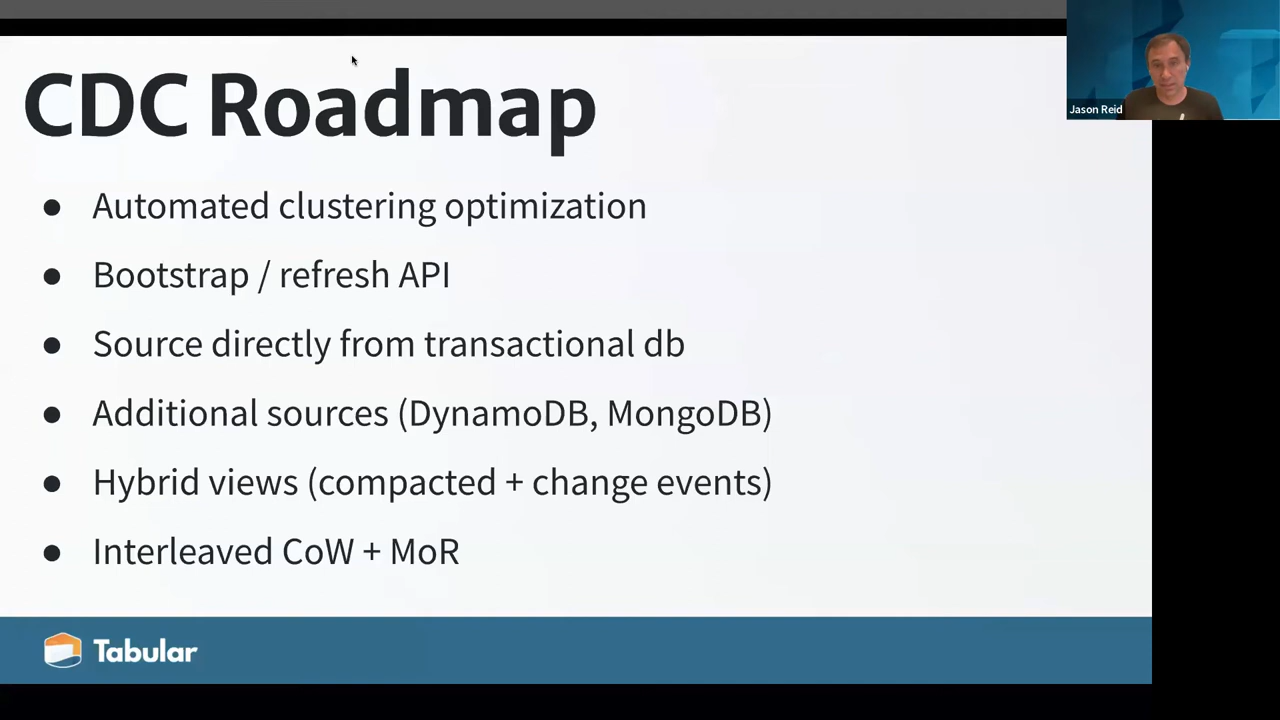 CDC Roadmap
Jason Reid
● Automated clustering optimization
● Bootstrap / refresh API
● Source directly from transactional db
● Additional sources (DynamoDB, MongoDB)
● Hybrid views (compacted + change events)
● Interleaved CoW + MoR
Tabular